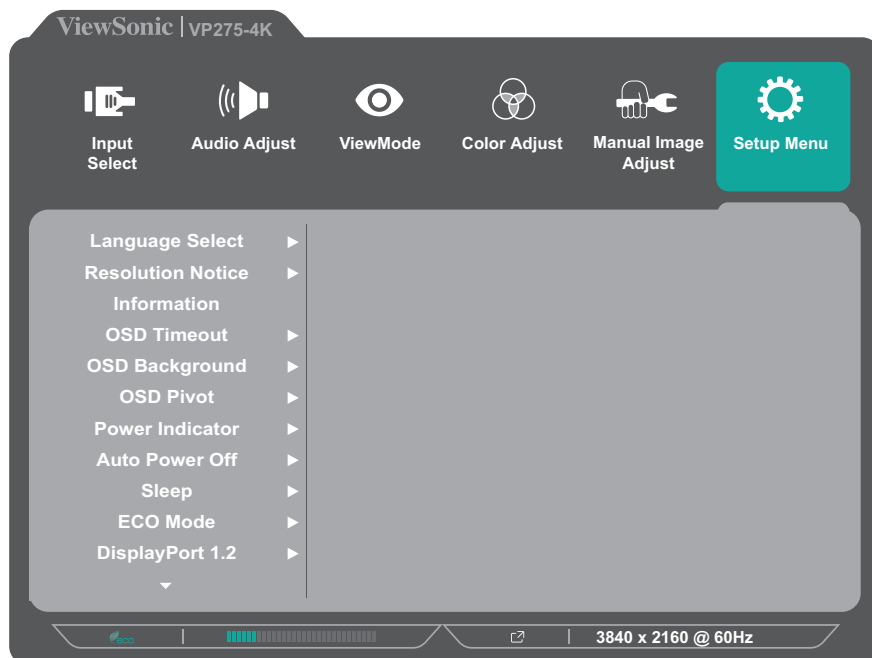 ViewSonic | VP275-4K
Input Select
Audio Adjust
ViewMode
Color Adjust
Manual Image Adjust
Setup Menu
Language Select
Resolution Notice
Information
OSD Timeout
OSD Background
OSD Pivot
Power Indicator
Auto Power Off
Sleep
ECO Mode
DisplayPort 1.2
eco
3840 x 2160 @ 60Hz